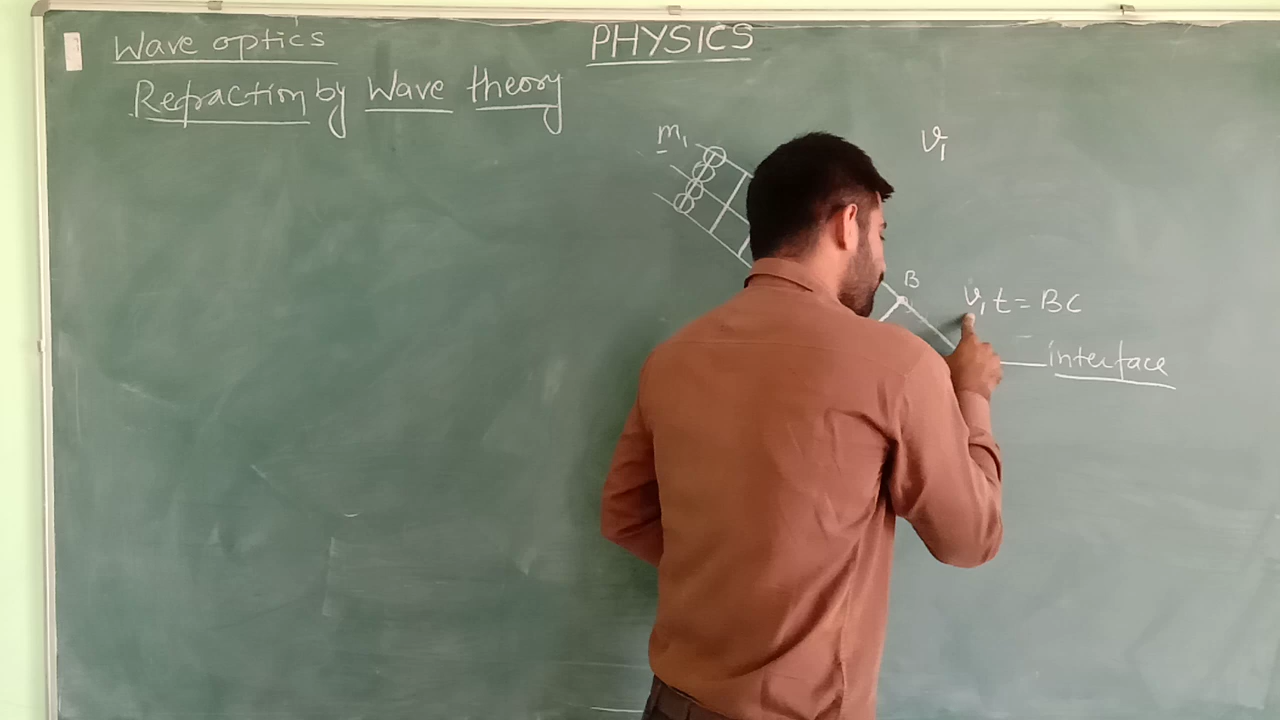 Wave optics
PHYSICS
Refraction by Wave theory
m₁
v₁
B
v₁t = BC
interface